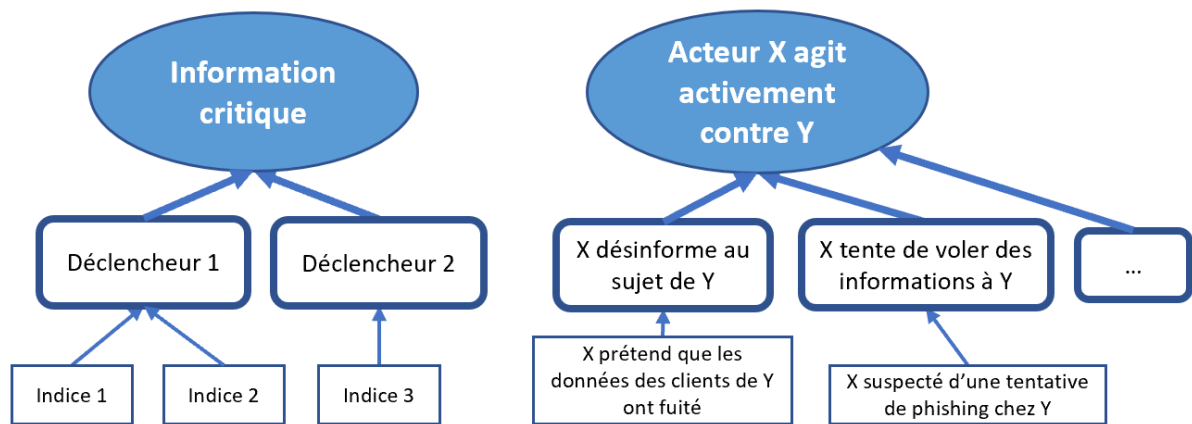 Information
critique
Déclencheur 1
Déclencheur 2
Indice 1
Indice 2
Indice 3
Acteur X agit
activement
contre Y
X désinforme au
sujet de Y
X tente de voler des
informations à Y
...
X prétend que les
données des clients de Y
ont fuité
X suspecté d’une tentative
de phishing chez Y